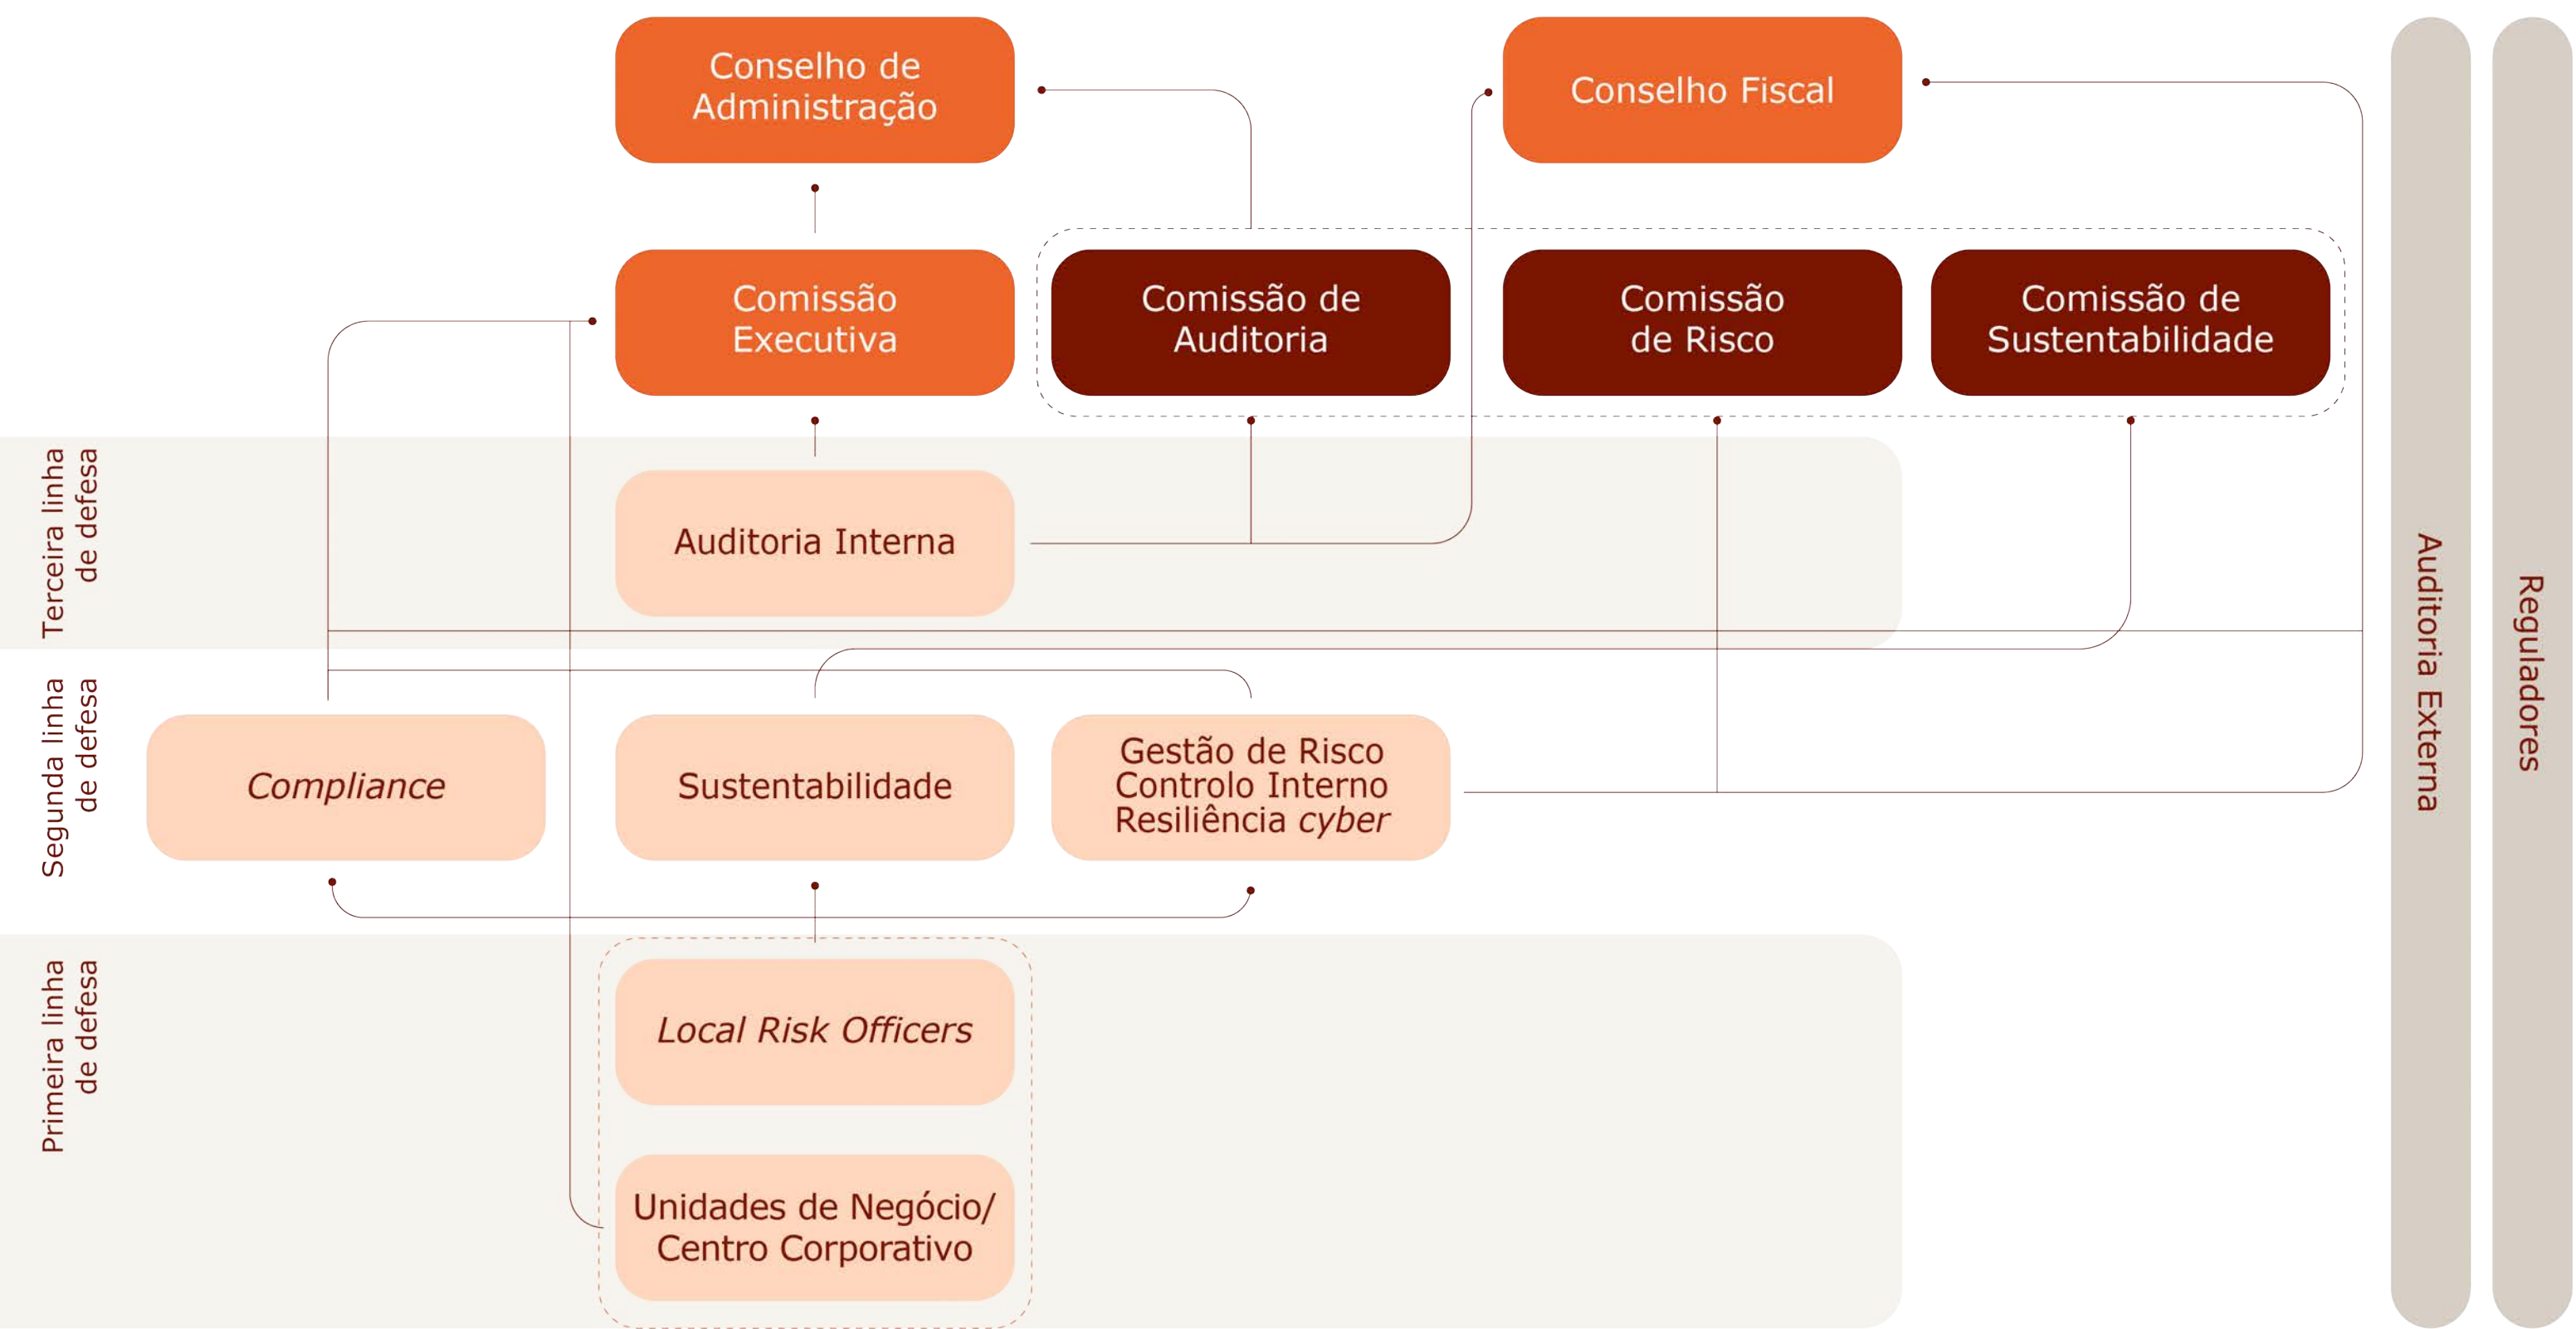 Conselho de
Administração
Conselho Fiscal
Comissão
Executiva
Comissão de
Auditoria
Comissão
de Risco
Comissão de
Sustentabilidade
Terceira linha
de defesa
Auditoria Interna
Segunda linha
de defesa
Compliance
Sustentabilidade
Gestão de Risco
Controlo Interno
Resiliência cyber
Primeira linha
de defesa
Local Risk Officers
Unidades de Negócio/
Centro Corporativo
Auditoria Externa
Reguladores